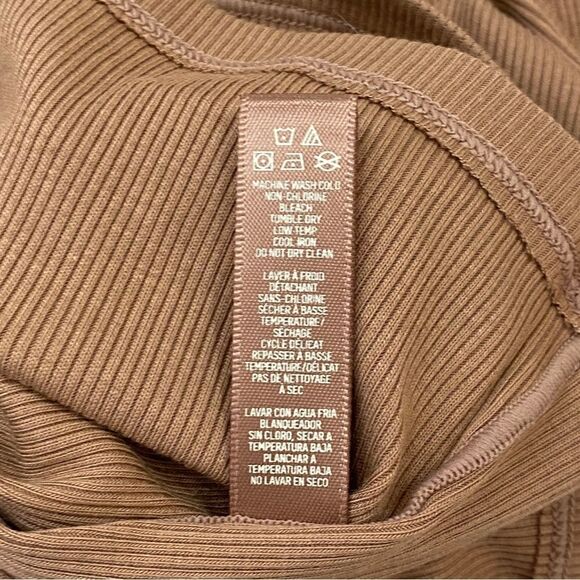 MACHINE WASH COLD
NON-CHLORINE
BLEACH
TUMBLE DRY
LOW TEMP
COOL IRON
DO NOT DRY CLEAN
LAVER À FROID
DÉTACHANT
SANS-CHLORINE
SÉCHER À BASSE
TEMPERATURE/
SÉCHAGE
CYCLE DÉLICAT
REPASSER À BASSE
TEMPERATURE/DÉLICAT
PAS DE NETTOYAGE
À SEC
LAVAR CON AGUA FRIA
BLANQUEADOR
SIN CLORO, SECAR A
TEMPERATURA BAJA
PLANCHAR A
TEMPERATURA BAJA
NO LAVAR EN SECO